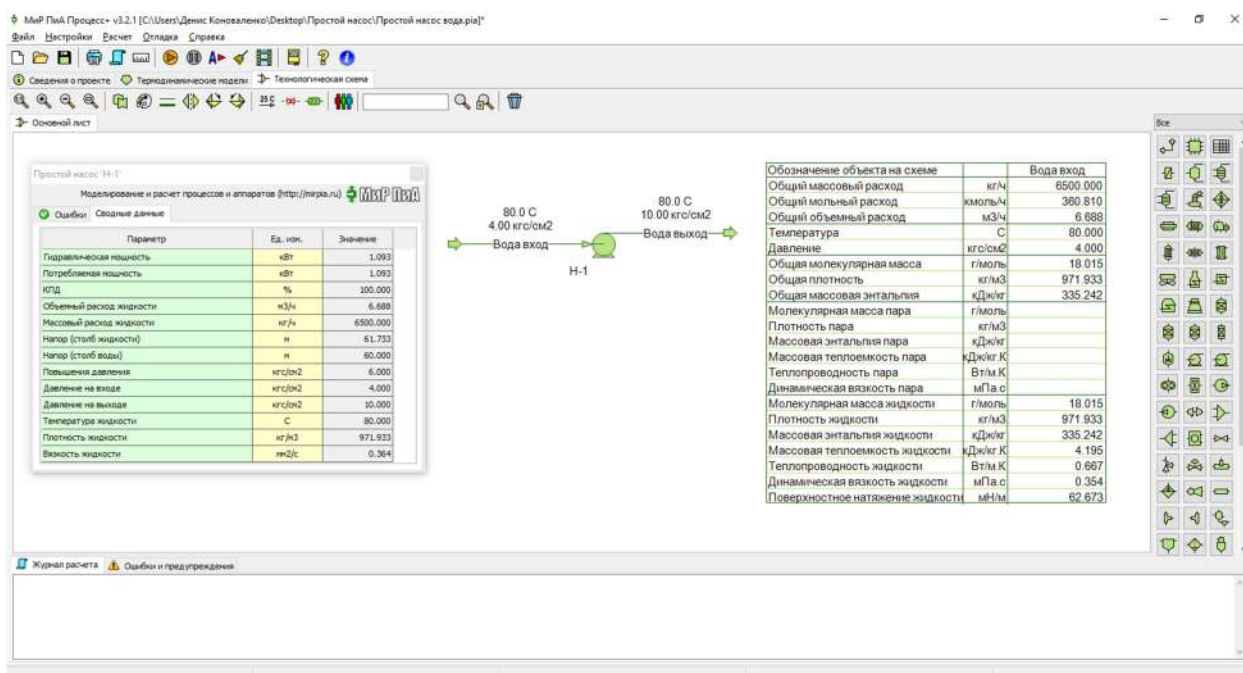 МиР ПиА Процесс+ v3.2.1 [C:\Users\Денис Коноваленко\Desktop\Простой насос\Простой насос вода.pia]*
Файл Настройки Расчет Отладка Справка
Сведения о проекте Термодинамические модели Технологическая схема
25 C
Основной лист
Все
Простой насос 'Н-1'
Моделирование и расчет процессов и аппаратов (http://mirpia.ru) МИР ПИА
Ошибки Сводные данные
Параметр Ед. изм. Значение
Гидравлическая мощность кВт 1.093
Потребляемая мощность кВт 1.093
КПД % 100.000
Объемный расход жидкости м3/ч 6.688
Массовый расход жидкости кг/ч 6500.000
Напор (столб жидкости) м 61.733
Напор (столб воды) м 60.000
Повышения давления кгс/см2 6.000
Давление на входе кгс/см2 4.000
Давление на выходе кгс/см2 10.000
Температура жидкости C 80.000
Плотность жидкости кг/м3 971.933
Вязкость жидкости мм2/с 0.364
80.0 C
4.00 кгс/см2
Вода вход
Н-1
80.0 C
10.00 кгс/см2
Вода выход
Обозначение объекта на схеме Вода вход
Общий массовый расход кг/ч 6500.000
Общий мольный расход кмоль/ч 360.810
Общий объемный расход м3/ч 6.688
Температура C 80.000
Давление кгс/см2 4.000
Общая молекулярная масса г/моль 18.015
Общая плотность кг/м3 971.933
Общая массовая энтальпия кДж/кг 335.242
Молекулярная масса пара г/моль
Плотность пара кг/м3
Массовая энтальпия пара кДж/кг
Массовая теплоемкость пара кДж/кг.К
Теплопроводность пара Вт/м.К
Динамическая вязкость пара мПа.с
Молекулярная масса жидкости г/моль 18.015
Плотность жидкости кг/м3 971.933
Массовая энтальпия жидкости кДж/кг 335.242
Массовая теплоемкость жидкости кДж/кг.К 4.195
Теплопроводность жидкости Вт/м.К 0.667
Динамическая вязкость жидкости мПа.с 0.354
Поверхностное натяжение жидкости мН/м 62.673
Журнал расчета Ошибки и предупреждения